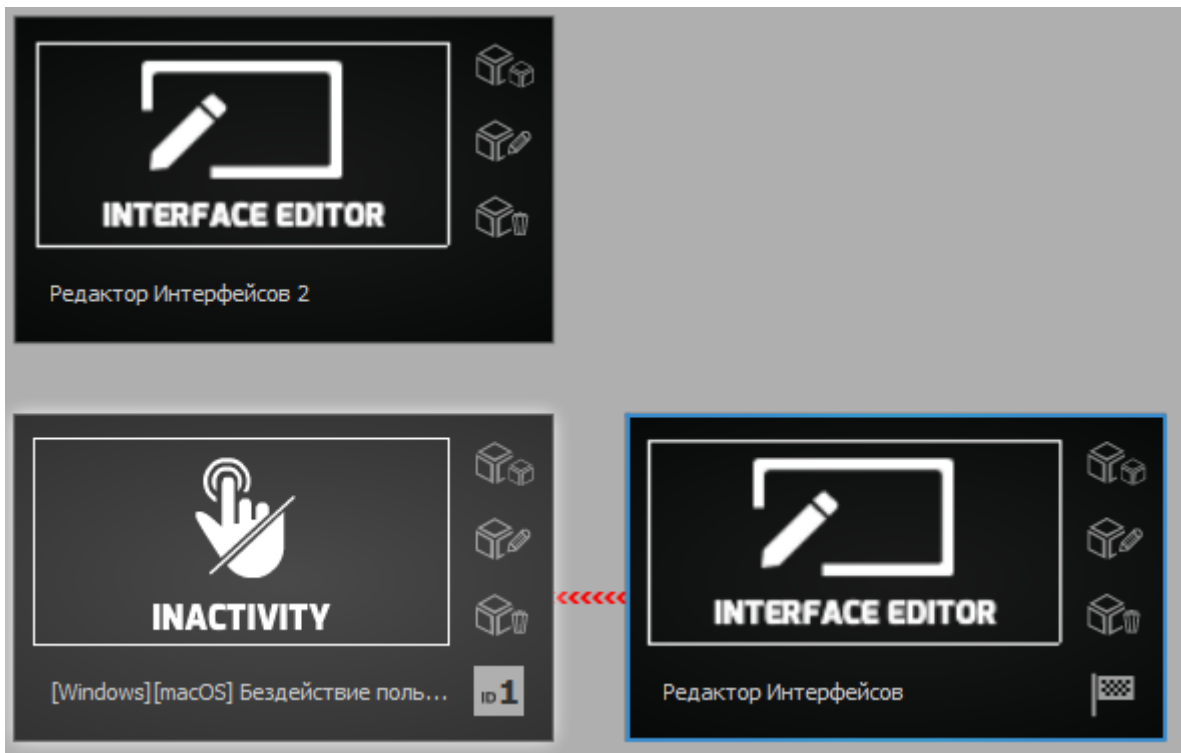 INTERFACE EDITOR
Редактор Интерфейсов 2
INACTIVITY
[Windows][macOS] Бездействие поль...
ID 1
INTERFACE EDITOR
Редактор Интерфейсов